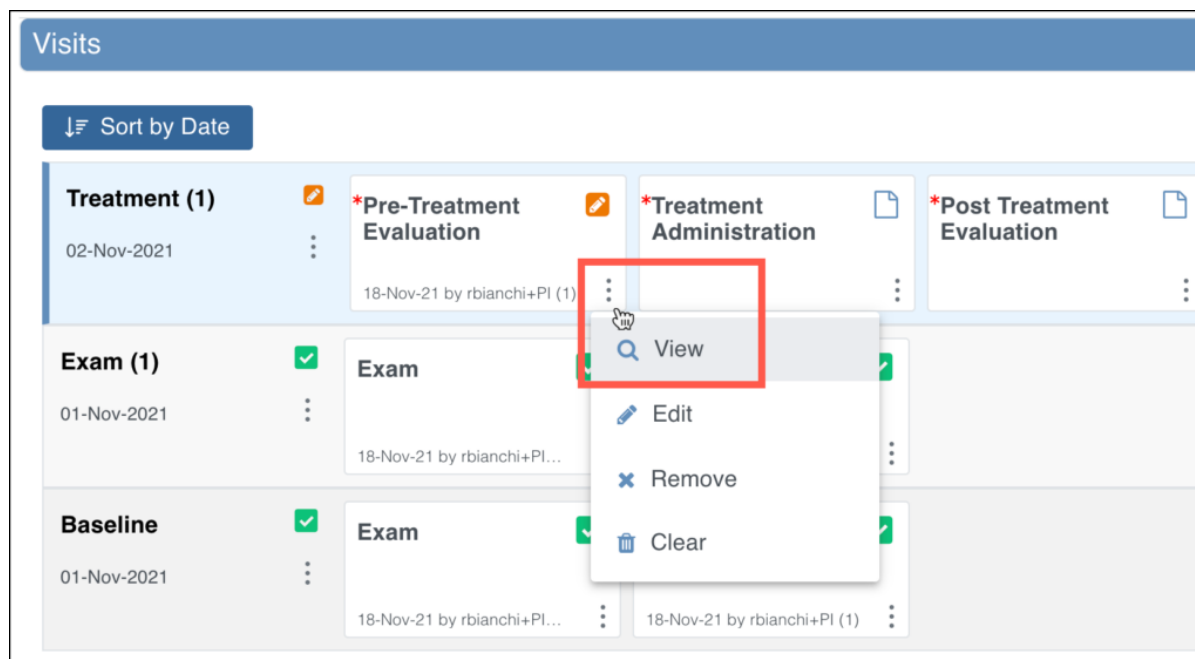 Visits
Sort by Date
Treatment (1)
02-Nov-2021
*Pre-Treatment
Evaluation
18-Nov-21 by rbianchi+PI (1)
*Treatment
Administration
*Post Treatment
Evaluation
View
Edit
Remove
Clear
Exam (1)
01-Nov-2021
Exam
18-Nov-21 by rbianchi+PI...
Baseline
01-Nov-2021
Exam
18-Nov-21 by rbianchi+PI...
18-Nov-21 by rbianchi+PI (1)